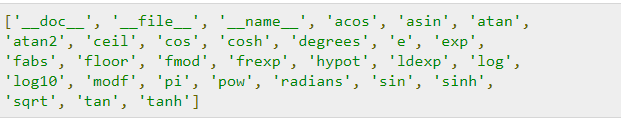 ['__doc__', '__file__', '__name__', 'acos', 'asin', 'atan',
'atan2', 'ceil', 'cos', 'cosh', 'degrees', 'e', 'exp',
'fabs', 'floor', 'fmod', 'frexp', 'hypot', 'ldexp', 'log',
'log10', 'modf', 'pi', 'pow', 'radians', 'sin', 'sinh',
'sqrt', 'tan', 'tanh']